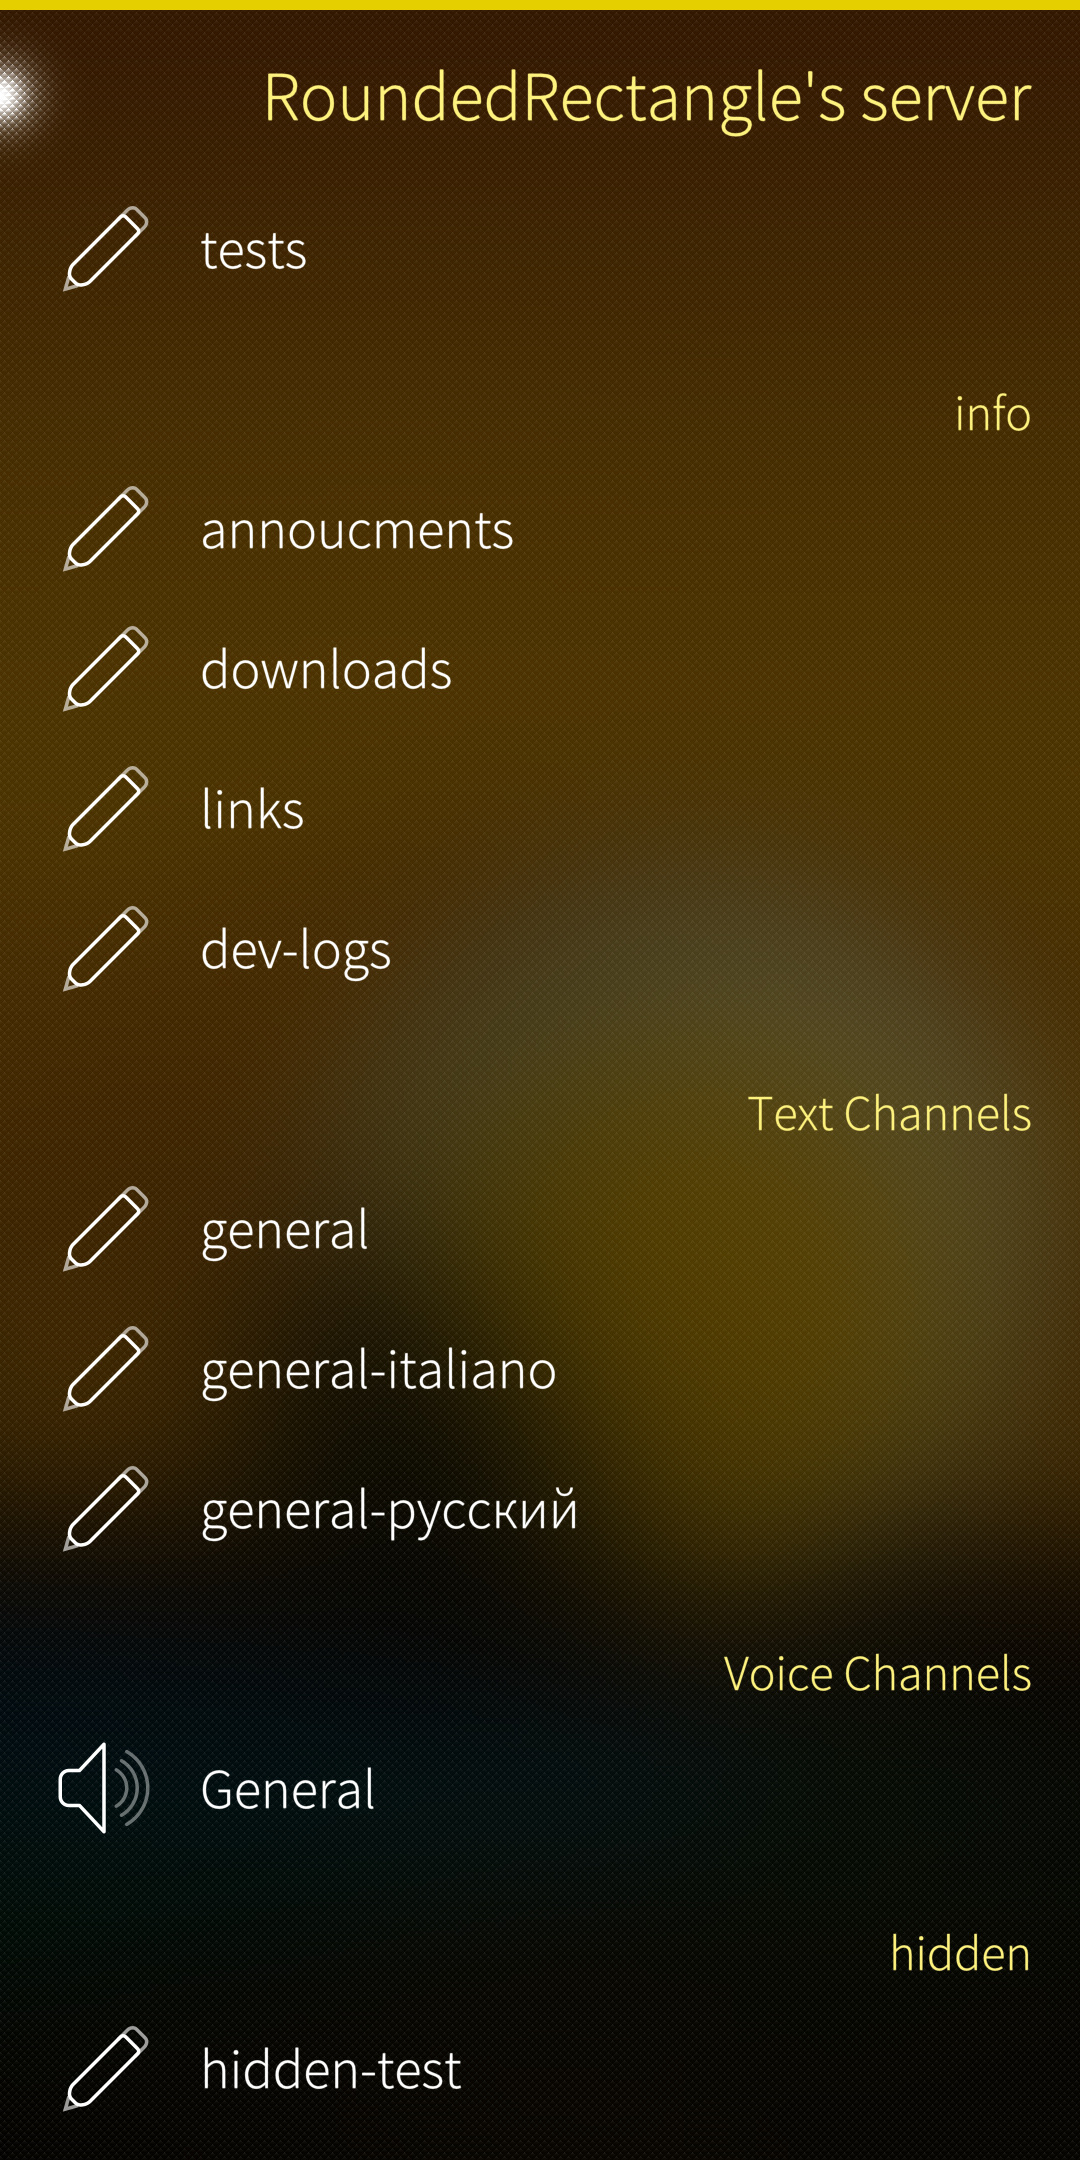 RoundedRectangle's server
tests
info
annoucments
downloads
links
dev-logs
Text Channels
general
general-italiano
general-русский
Voice Channels
General
hidden
hidden-test